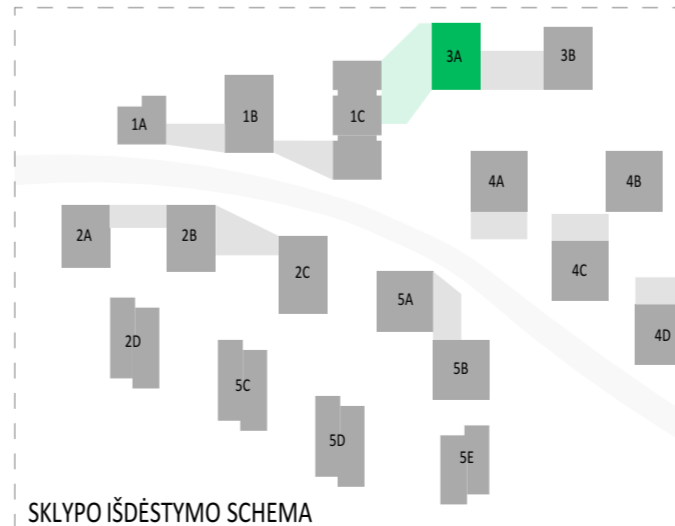 3A
3B
1C
1B
1A
4A
4B
2A
2B
2C
4C
5A
4D
2D
5B
5C
5D
5E
SKLYPO IŠDĖSTYMO SCHEMA